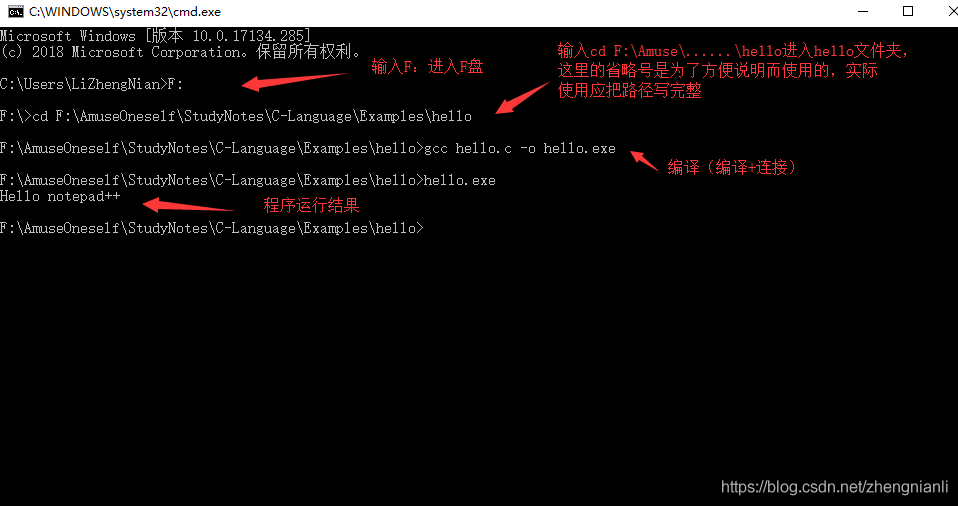 C:\WINDOWS\system32\cmd.exe
Microsoft Windows [版本 10.0.17134.285]
(c) 2018 Microsoft Corporation。保留所有权利。
C:\Users\LiZhengNian>F:
输入F：进入F盘
输入cd F:\Amuse\......\hello进入hello文件夹，
这里的省略号是为了方便说明而使用的，实际
使用应把路径写完整
F:\>cd F:\AmuseOneself\StudyNotes\C-Language\Examples\hello
F:\AmuseOneself\StudyNotes\C-Language\Examples\hello>gcc hello.c -o hello.exe
编译（编译+连接）
F:\AmuseOneself\StudyNotes\C-Language\Examples\hello>hello.exe
Hello notepad++
程序运行结果
F:\AmuseOneself\StudyNotes\C-Language\Examples\hello>
https://blog.csdn.net/zhengnianli